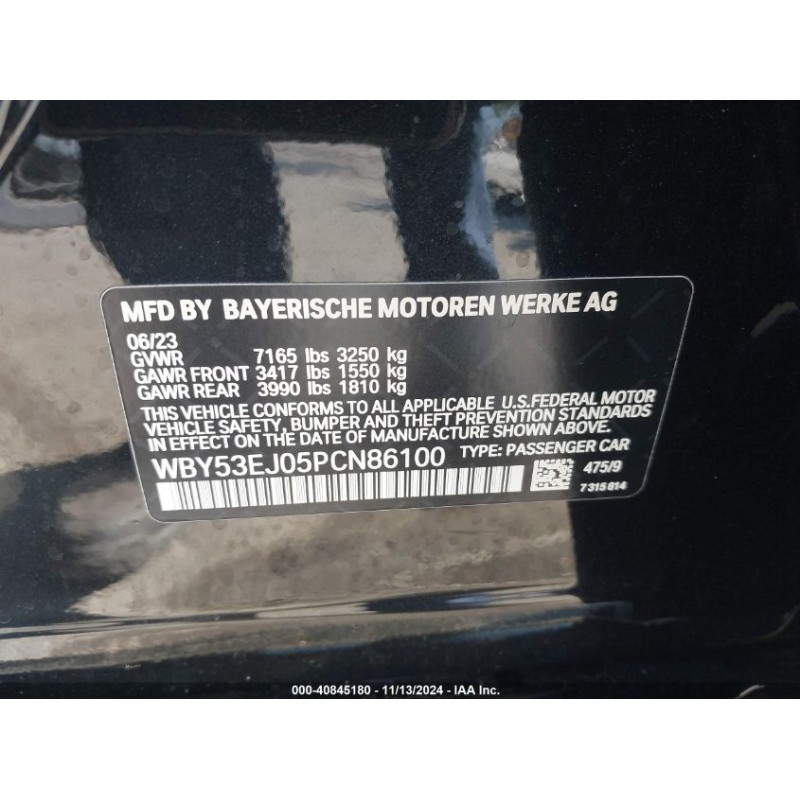 MFD BY BAYERISCHE MOTOREN WERKE AG
06/23
GVWR 7165 lbs 3250 kg
GAWR FRONT 3417 lbs 1550 kg
GAWR REAR 3990 lbs 1810 kg
THIS VEHICLE CONFORMS TO ALL APPLICABLE U.S.FEDERAL MOTOR
VEHICLE SAFETY, BUMPER AND THEFT PREVENTION STANDARDS
IN EFFECT ON THE DATE OF MANUFACTURE SHOWN ABOVE.
WBY53EJ05PCN86100 TYPE: PASSENGER CAR
475/9
7 315 814
000-40845180 - 11/13/2024 - IAA Inc.